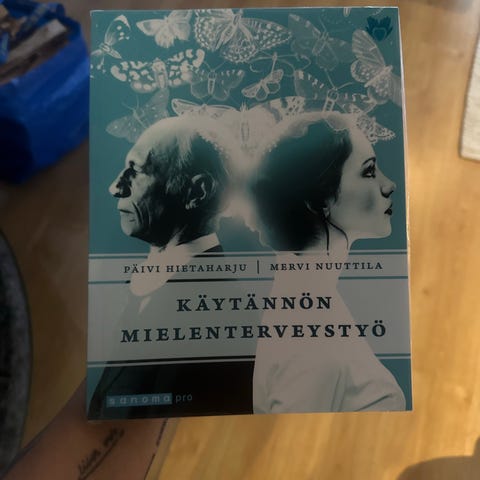 PÄIVI HIETAHARJU | MERVI NUUTTILA
KÄYTÄNNÖN
MIELENTERVEYSTYÖ
sanoma pro